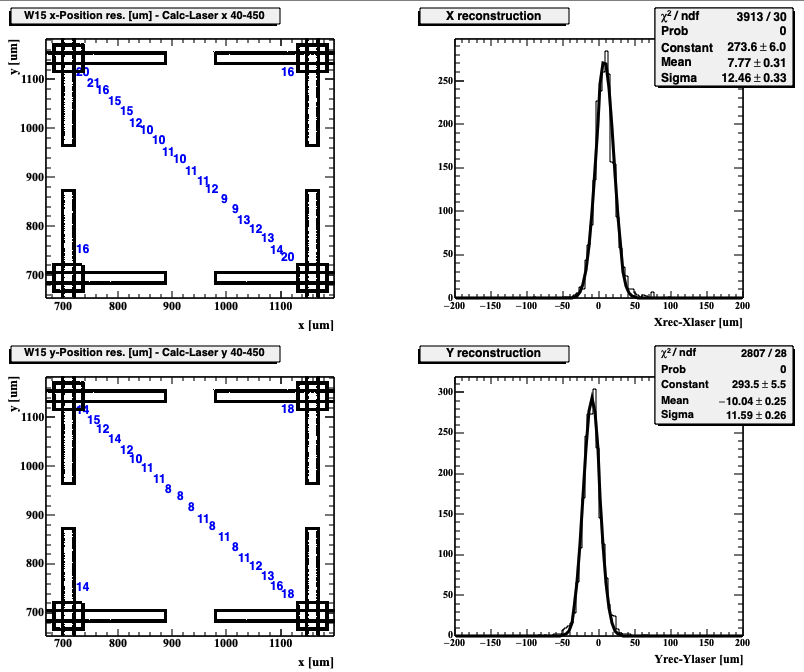 W15 x-Position res. [um] - Calc-Laser x 40-450
y [um]
1100
1000
900
800
700
700 800 900 1000 1100
x [um]
20
16
21
16
15
15
12
10
10
11
10
11
11
12
9
9
13
12
13
14
20
16
X reconstruction
χ² / ndf 3913 / 30
Prob 0
Constant 273.6 ± 6.0
Mean 7.77 ± 0.31
Sigma 12.46 ± 0.33
250
200
150
100
50
0
−200 −150 −100 −50 0 50 100 150 200
Xrec-Xlaser [um]
W15 y-Position res. [um] - Calc-Laser y 40-450
y [um]
1100
1000
900
800
700
700 800 900 1000 1100
x [um]
14
18
15
12
14
12
10
11
11
8
8
8
11
8
11
8
11
12
13
16
18
14
Y reconstruction
χ² / ndf 2807 / 28
Prob 0
Constant 293.5 ± 5.5
Mean −10.04 ± 0.25
Sigma 11.59 ± 0.26
300
250
200
150
100
50
0
−200 −150 −100 −50 0 50 100 150 200
Yrec-Ylaser [um]